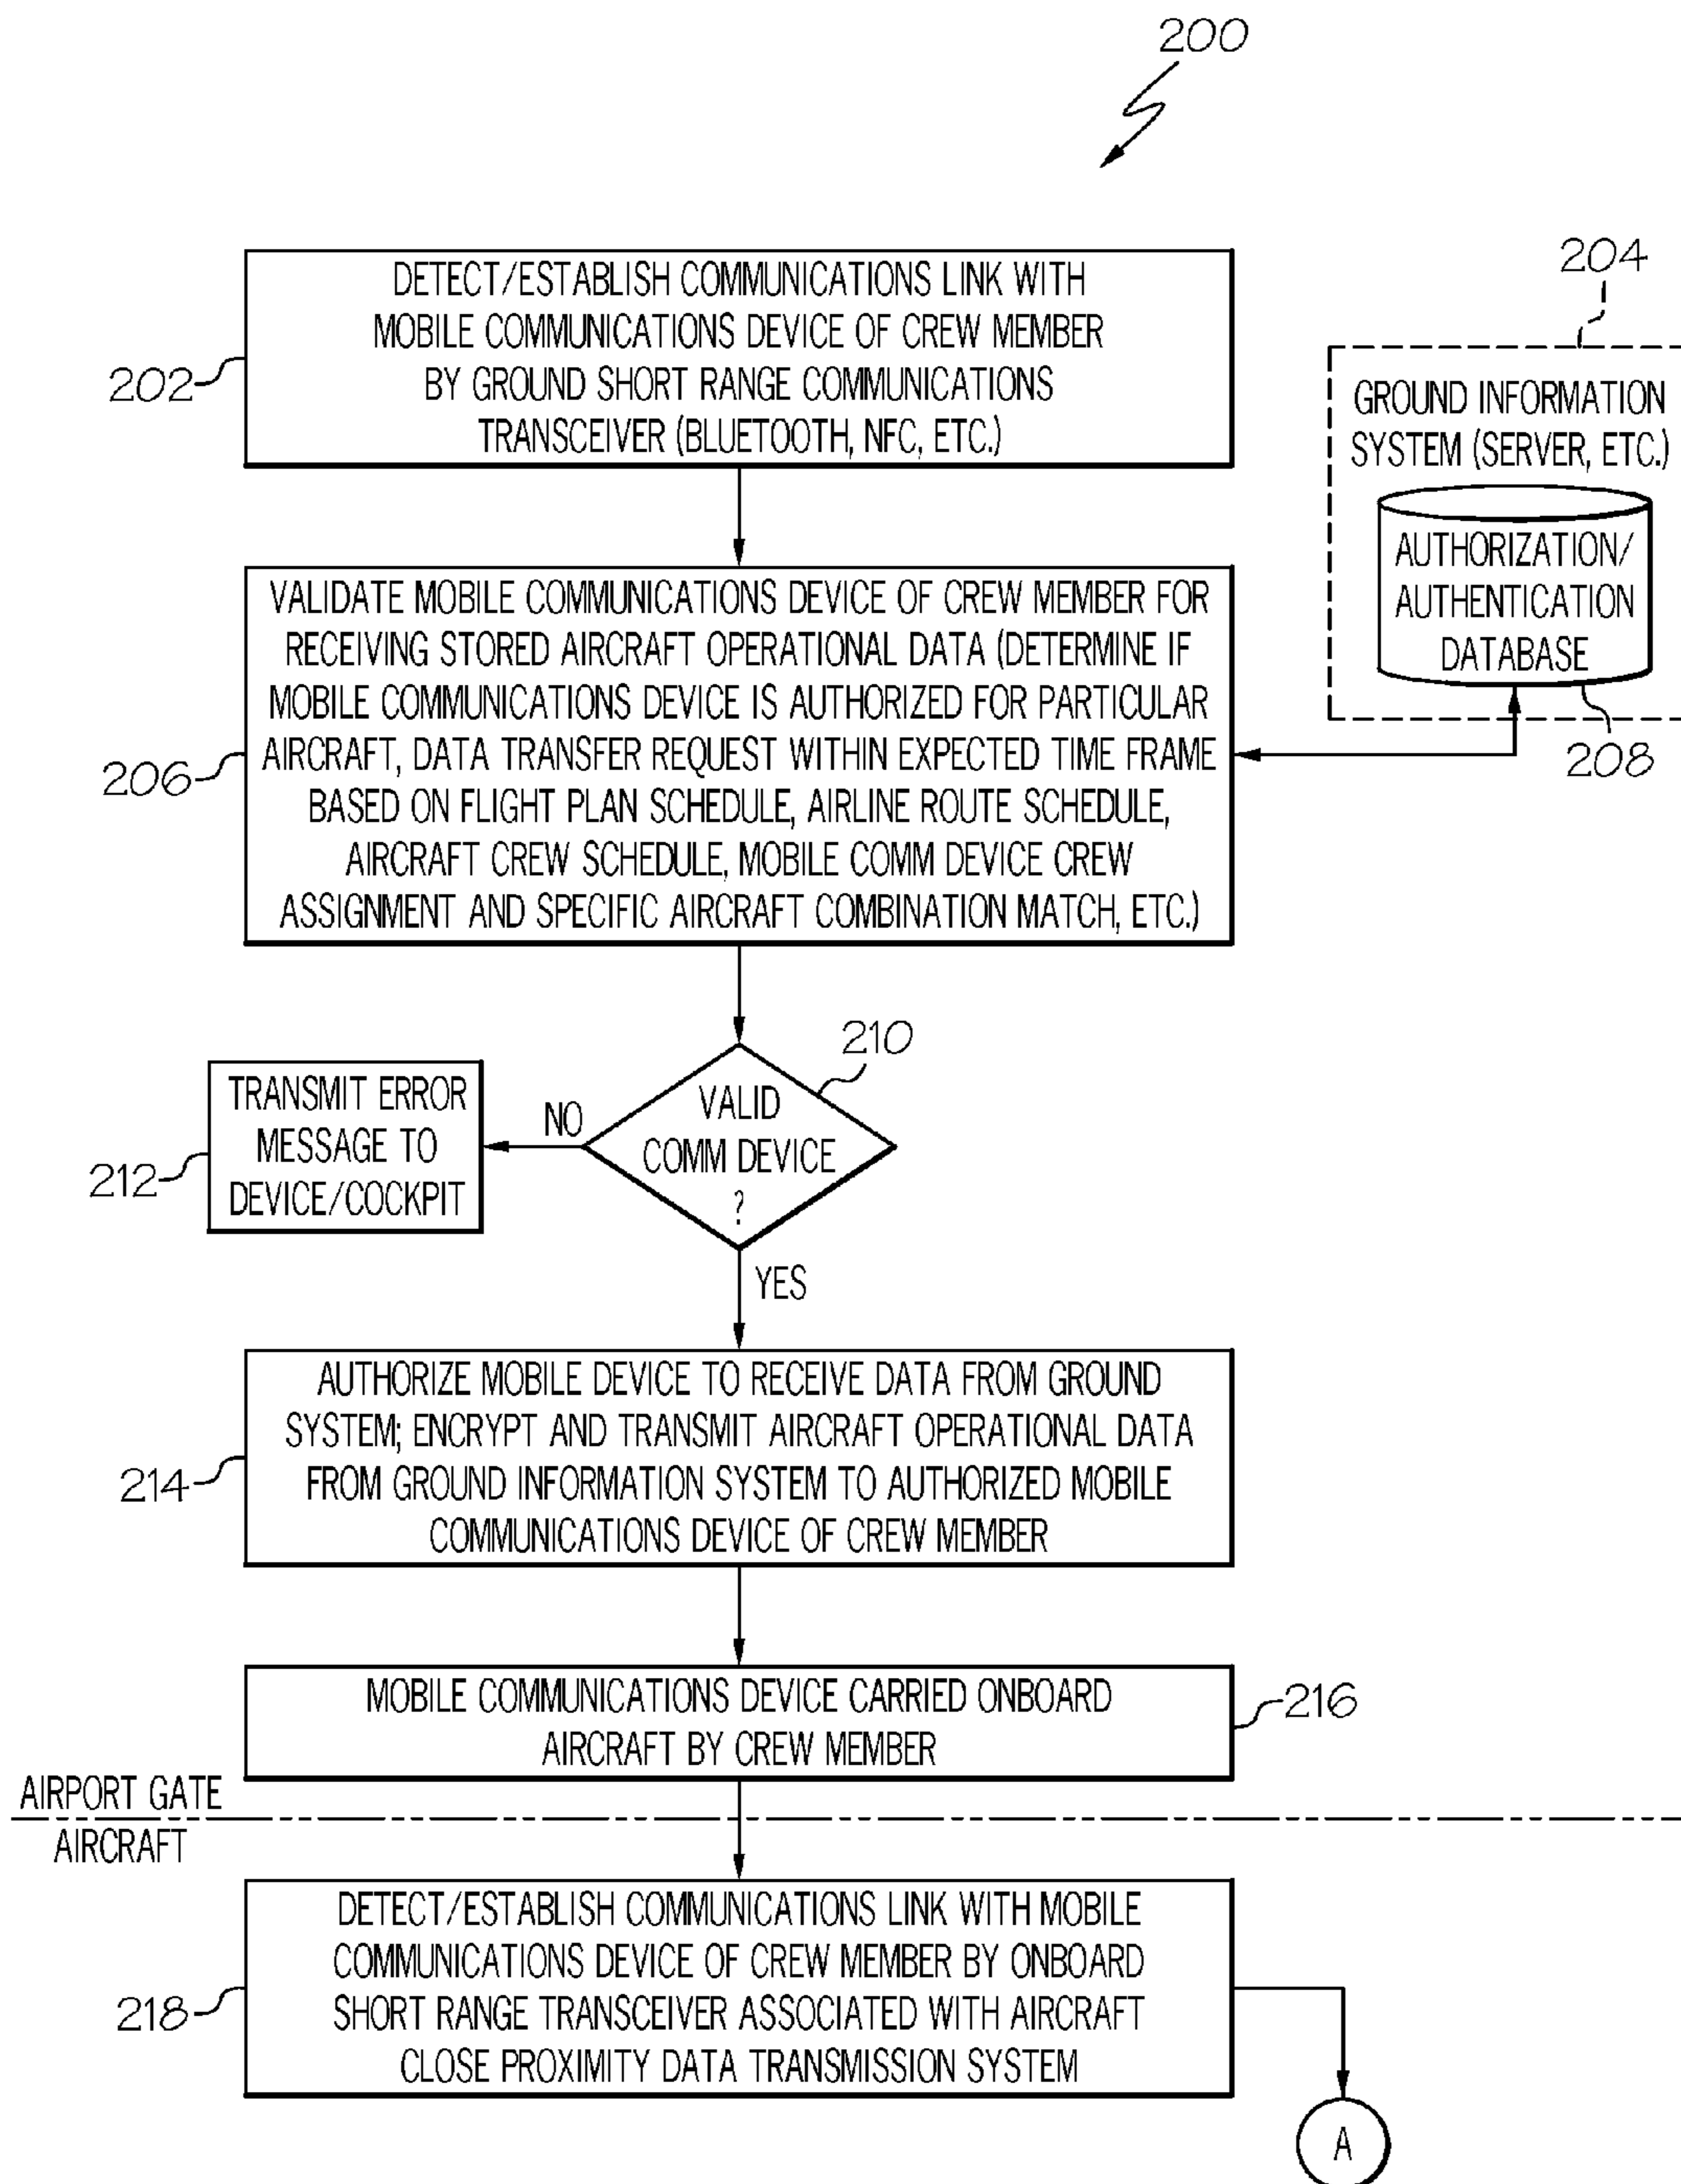 200
DETECT/ESTABLISH COMMUNICATIONS LINK WITH
MOBILE COMMUNICATIONS DEVICE OF CREW MEMBER
BY GROUND SHORT RANGE COMMUNICATIONS
TRANSCEIVER (BLUETOOTH, NFC, ETC.)
202
204
GROUND INFORMATION
SYSTEM (SERVER, ETC.)
AUTHORIZATION/
AUTHENTICATION
DATABASE
208
VALIDATE MOBILE COMMUNICATIONS DEVICE OF CREW MEMBER FOR
RECEIVING STORED AIRCRAFT OPERATIONAL DATA (DETERMINE IF
MOBILE COMMUNICATIONS DEVICE IS AUTHORIZED FOR PARTICULAR
AIRCRAFT, DATA TRANSFER REQUEST WITHIN EXPECTED TIME FRAME
BASED ON FLIGHT PLAN SCHEDULE, AIRLINE ROUTE SCHEDULE,
AIRCRAFT CREW SCHEDULE, MOBILE COMM DEVICE CREW
ASSIGNMENT AND SPECIFIC AIRCRAFT COMBINATION MATCH, ETC.)
206
210
VALID
COMM DEVICE
?
NO
TRANSMIT ERROR
MESSAGE TO
DEVICE/COCKPIT
212
YES
AUTHORIZE MOBILE DEVICE TO RECEIVE DATA FROM GROUND
SYSTEM; ENCRYPT AND TRANSMIT AIRCRAFT OPERATIONAL DATA
FROM GROUND INFORMATION SYSTEM TO AUTHORIZED MOBILE
COMMUNICATIONS DEVICE OF CREW MEMBER
214
MOBILE COMMUNICATIONS DEVICE CARRIED ONBOARD
AIRCRAFT BY CREW MEMBER
216
AIRPORT GATE
AIRCRAFT
DETECT/ESTABLISH COMMUNICATIONS LINK WITH MOBILE
COMMUNICATIONS DEVICE OF CREW MEMBER BY ONBOARD
SHORT RANGE TRANSCEIVER ASSOCIATED WITH AIRCRAFT
CLOSE PROXIMITY DATA TRANSMISSION SYSTEM
218
A